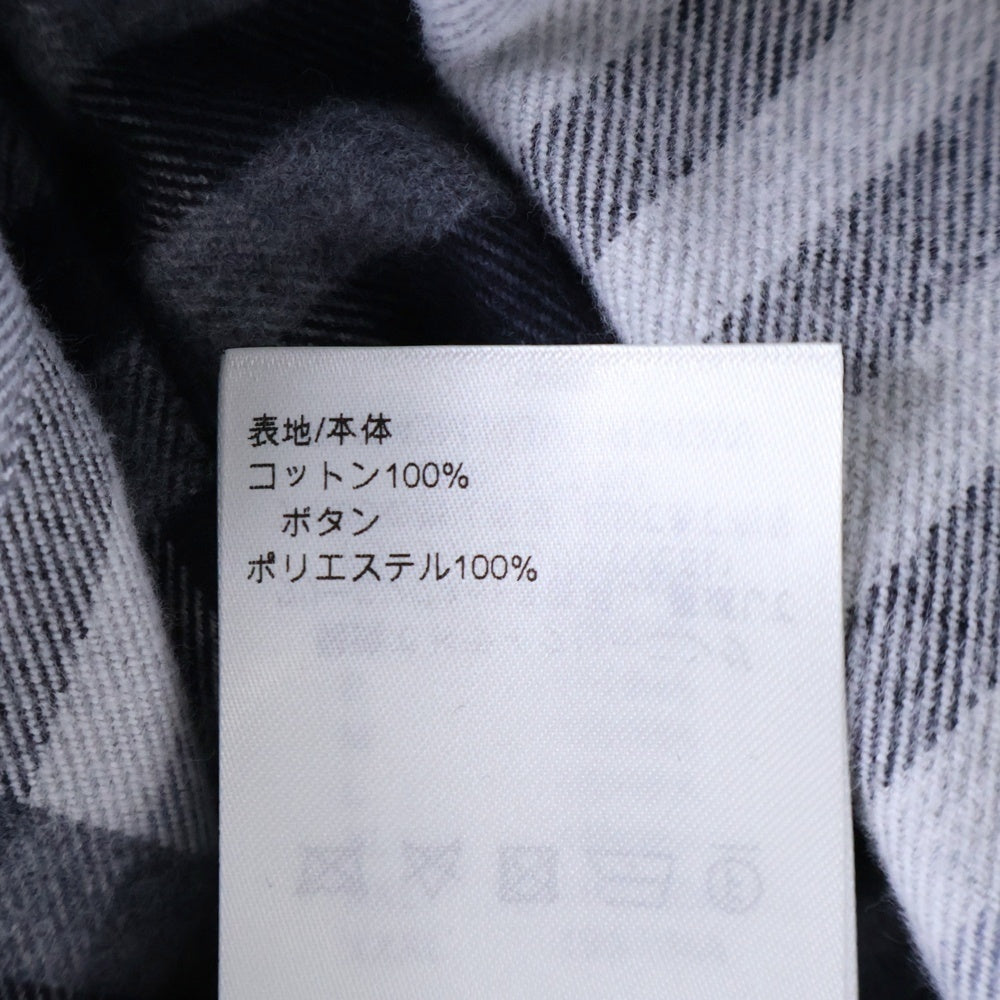 表地/本体
コットン100%
ボタン
ポリエステル100%